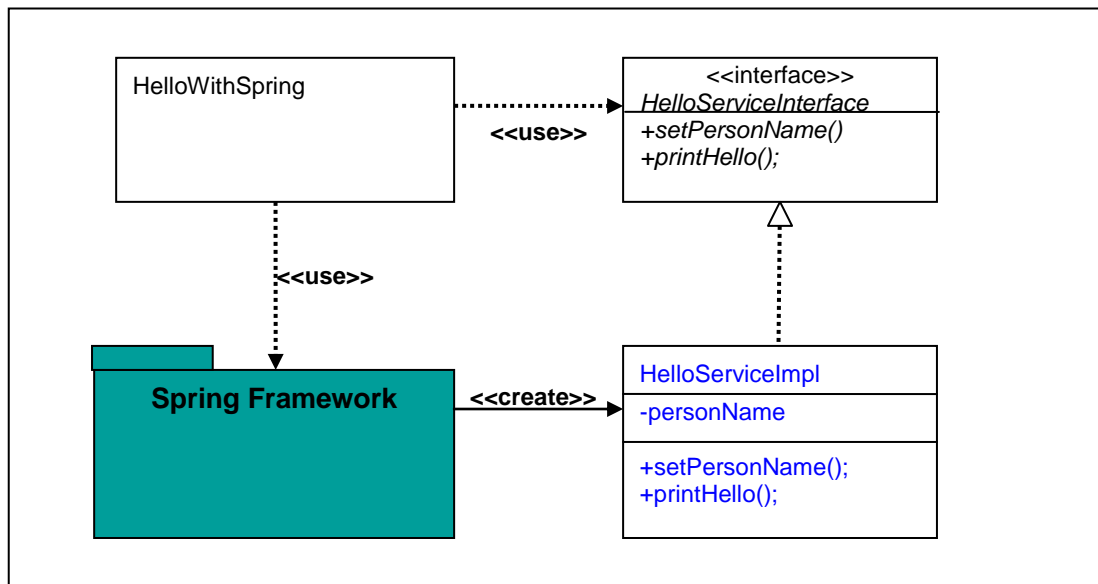 HelloWithSpring
<<use>>
<<interface>>
HelloServiceInterface
+setPersonName()
+printHello();
<<use>>
Spring Framework
<<create>>
HelloServiceImpl
-personName
+setPersonName();
+printHello();